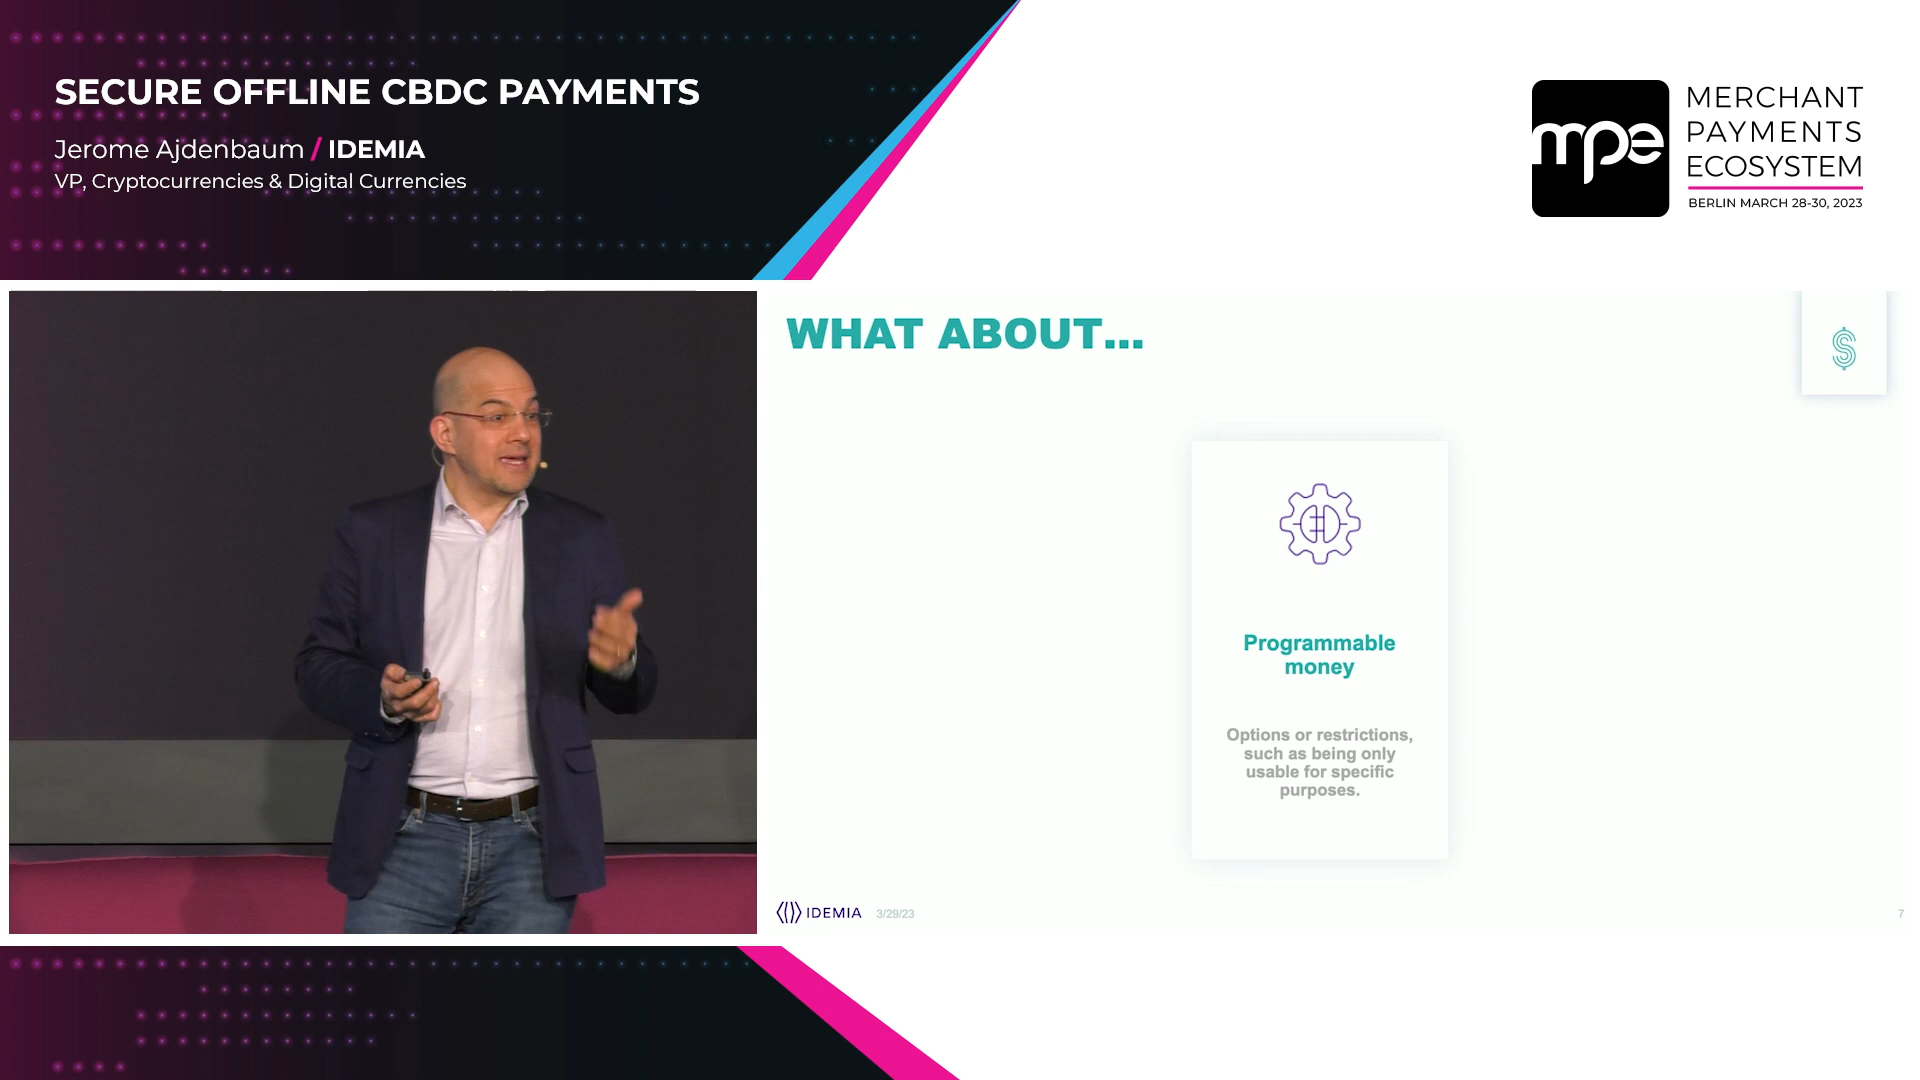 SECURE OFFLINE CBDC PAYMENTS
Jerome Ajdenbaum / IDEMIA
VP, Cryptocurrencies & Digital Currencies
mpe
MERCHANT
PAYMENTS
ECOSYSTEM
BERLIN MARCH 28-30, 2023
WHAT ABOUT...
$
Programmable
money
Options or restrictions,
such as being only
usable for specific
purposes.
IDEMIA
3/29/23
7